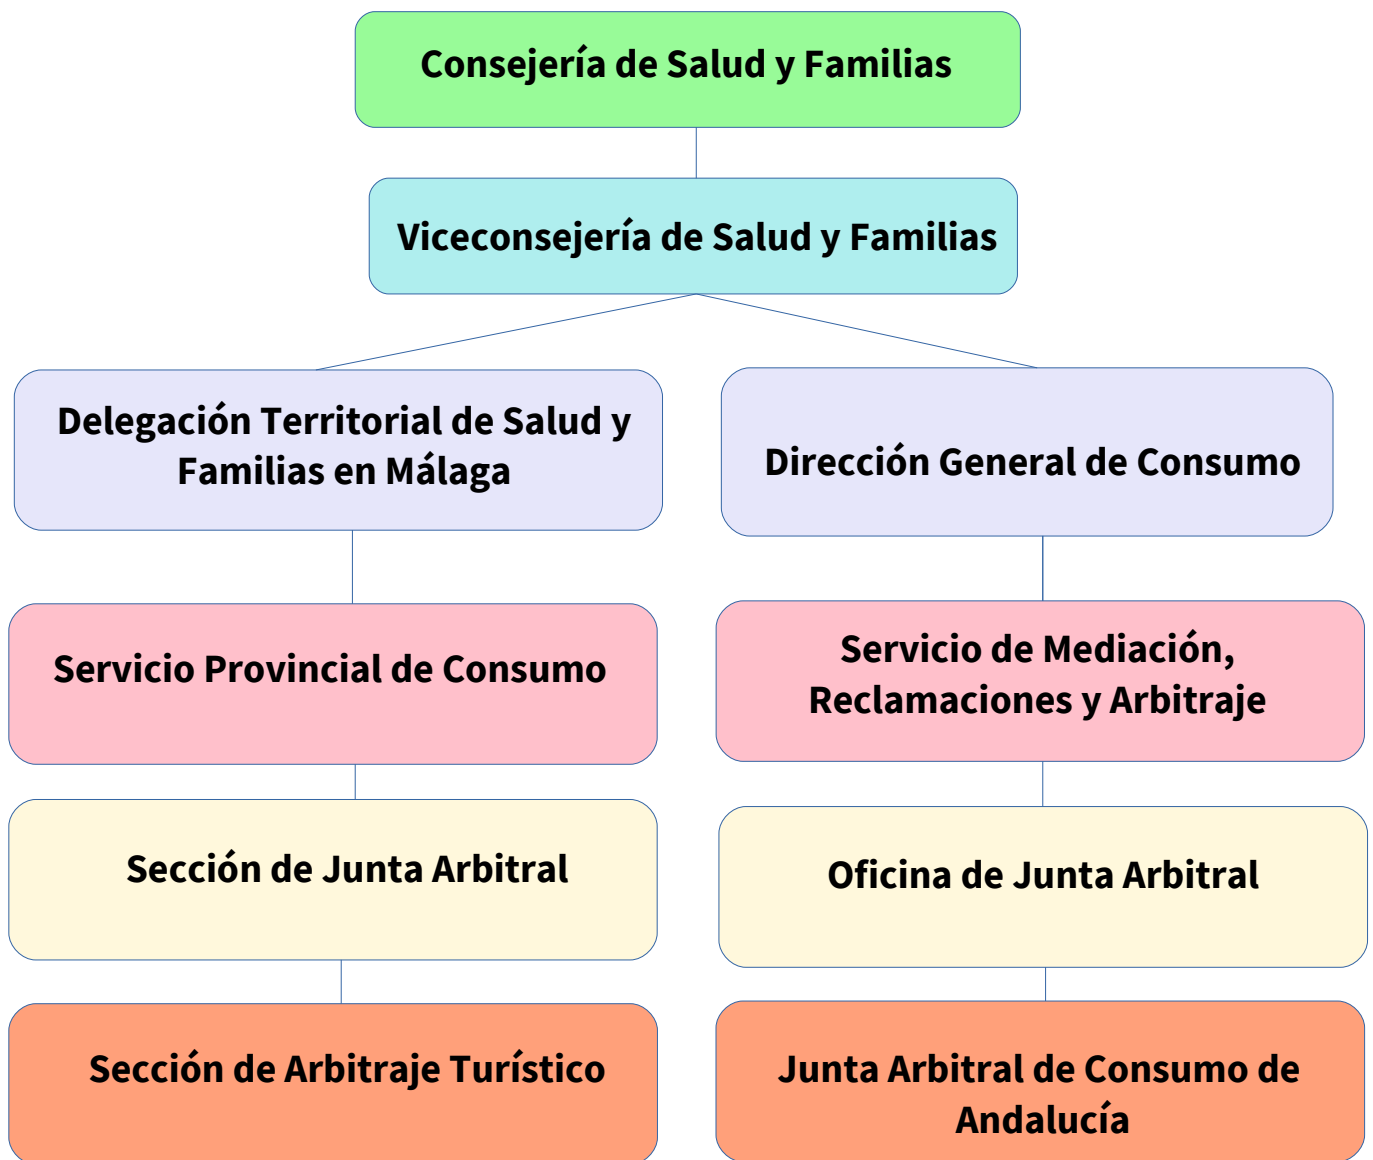 Consejería de Salud y Familias
Viceconsejería de Salud y Familias
Delegación Territorial de Salud y
Familias en Málaga
Dirección General de Consumo
Servicio Provincial de Consumo
Servicio de Mediación,
Reclamaciones y Arbitraje
Sección de Junta Arbitral
Oficina de Junta Arbitral
Sección de Arbitraje Turístico
Junta Arbitral de Consumo de
Andalucía